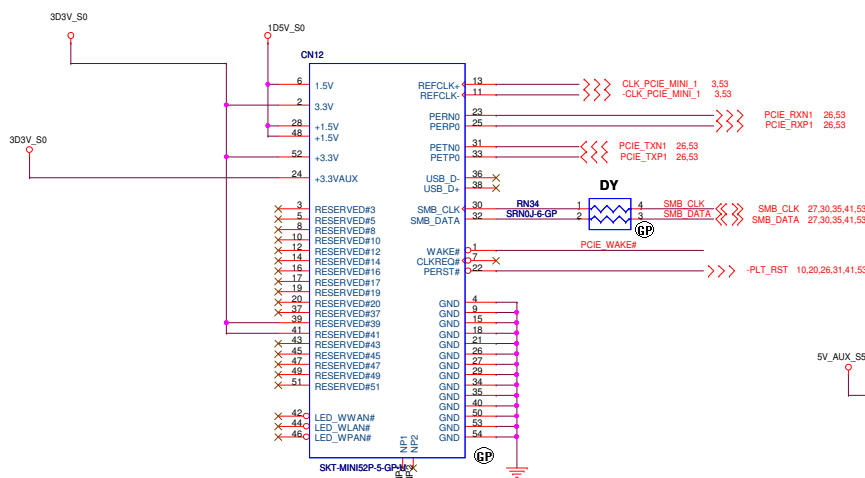 3D3V_S0
1D5V_S0
CN12
6 1.5V
2 3.3V
28 +1.5V
48 +1.5V
52 +3.3V
3D3V_S0
24 +3.3VAUX
3 RESERVED#3
5 RESERVED#5
8 RESERVED#8
10 RESERVED#10
12 RESERVED#12
14 RESERVED#14
16 RESERVED#16
17 RESERVED#17
19 RESERVED#19
20 RESERVED#20
37 RESERVED#37
39 RESERVED#39
41 RESERVED#41
43 RESERVED#43
45 RESERVED#45
47 RESERVED#47
49 RESERVED#49
51 RESERVED#51
42 LED_WWAN#
44 LED_WLAN#
46 LED_WPAN#
REFCLK+ 13 CLK_PCIE_MINI_1 3,53
REFCLK- 11 -CLK_PCIE_MINI_1 3,53
PERN0 23 PCIE_RXN1 26,53
PERP0 25 PCIE_RXP1 26,53
PETN0 31 PCIE_TXN1 26,53
PETP0 33 PCIE_TXP1 26,53
USB_D- 36
USB_D+ 38
DY
RN34
SRN0J-6-GP
SMB_CLK 30 1 4 SMB_CLK SMB_CLK 27,30,35,41,53
SMB_DATA 32 2 3 SMB_DATA SMB_DATA 27,30,35,41,53
GP
WAKE# 1 PCIE_WAKE#
CLKREQ# 7
PERST# 22 -PLT_RST 10,20,26,31,41,53
GND 4
GND 9
GND 15
GND 18
GND 21
GND 26
GND 27
GND 29
GND 34
GND 35
GND 40
GND 50
GND 53
GND 54
NP1
NP2
SKT-MINI52P-5-GP-U
GP
5V_AUX_S5